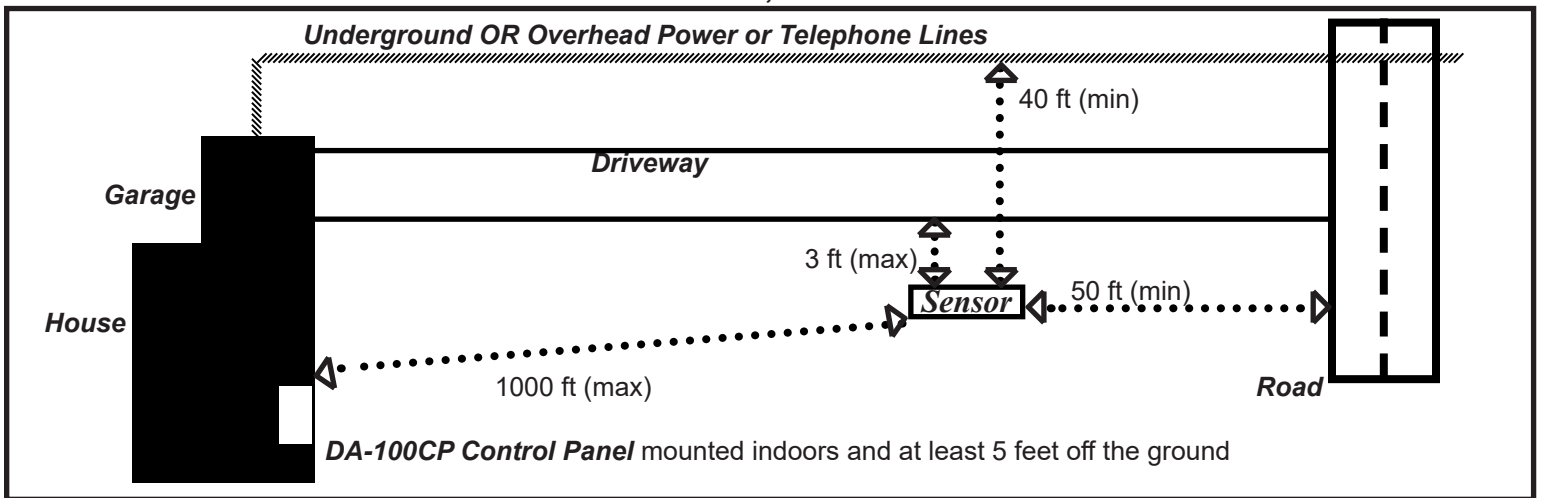 Underground OR Overhead Power or Telephone Lines
40 ft (min)
Driveway
Garage
3 ft (max)
Sensor
50 ft (min)
House
1000 ft (max)
Road
DA-100CP Control Panel mounted indoors and at least 5 feet off the ground